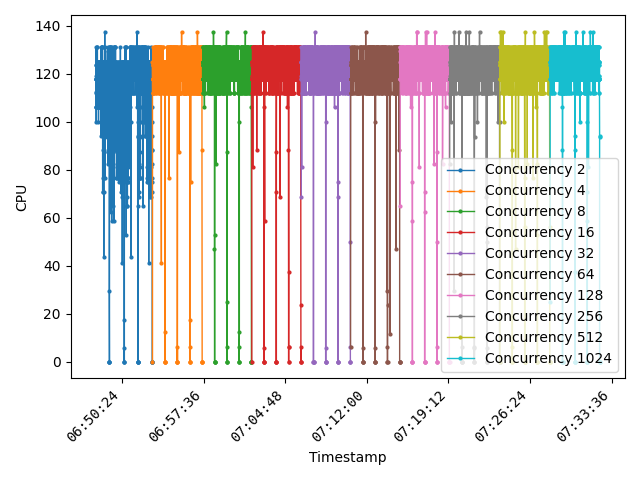 140
120
100
80
60
40
20
0
CPU
Concurrency 2
Concurrency 4
Concurrency 8
Concurrency 16
Concurrency 32
Concurrency 64
Concurrency 128
Concurrency 256
Concurrency 512
Concurrency 1024
06:50:24
06:57:36
07:04:48
07:12:00
07:19:12
07:26:24
07:33:36
Timestamp